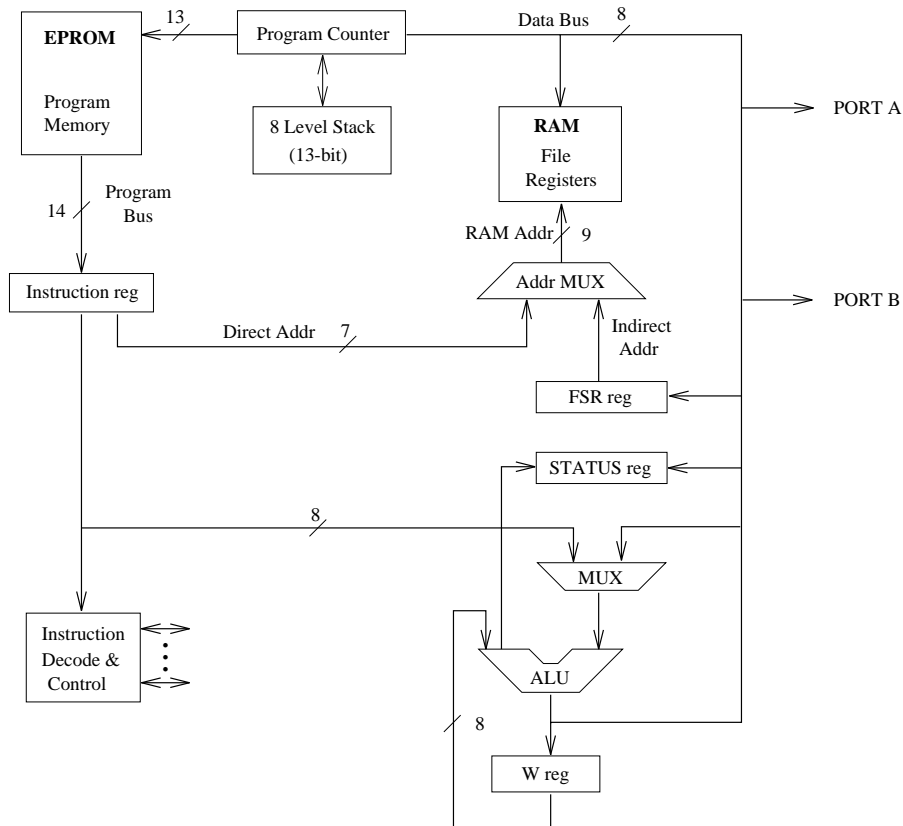 13
EPROM
Program
Memory
Program Counter
Data Bus
8
8 Level Stack
(13-bit)
RAM
File
Registers
PORT A
14
Program
Bus
RAM Addr
9
Instruction reg
Addr MUX
PORT B
Direct Addr
7
Indirect
Addr
FSR reg
STATUS reg
8
MUX
Instruction
Decode &
Control
ALU
8
W reg